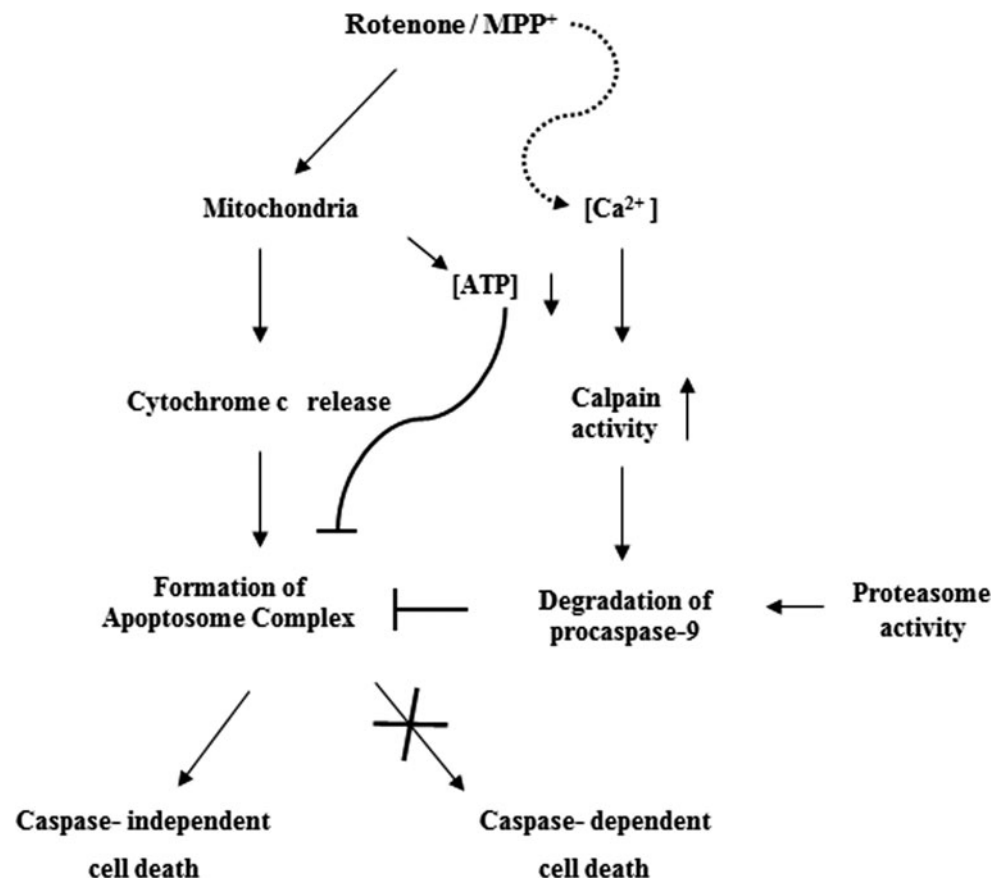 Rotenone / MPP⁺
Mitochondria
[Ca²⁺ ]
[ATP]
Cytochrome c release
Calpain
activity
Formation of
Apoptosome Complex
Degradation of
procaspase-9
Proteasome
activity
Caspase- independent
cell death
Caspase- dependent
cell death